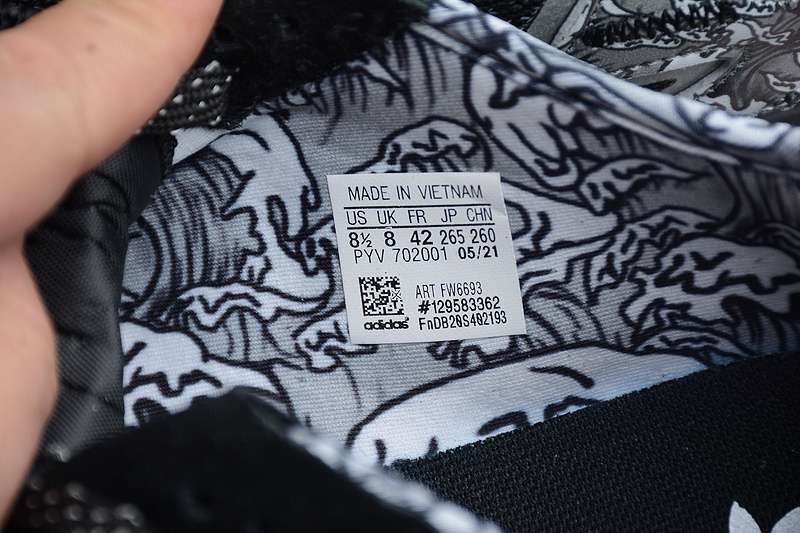 MADE IN VIETNAM
US UK FR JP CHN
8½ 8 42 265 260
PYV 702001 05/21
ART FW6693
#129583362
adidas FnDB20S402193